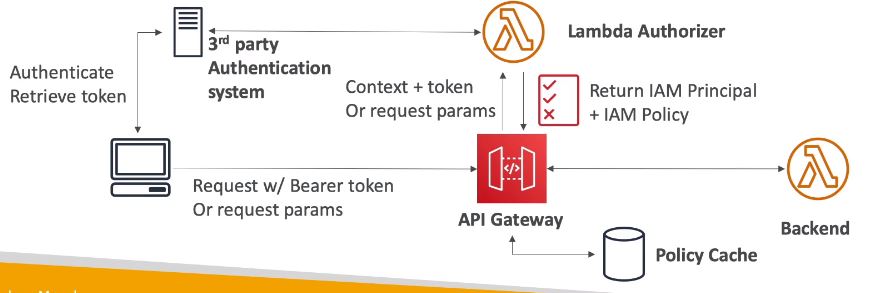 3rd party
Authentication
system
Lambda Authorizer
Authenticate
Retrieve token
Context + token
Or request params
Return IAM Principal
+ IAM Policy
</>
Request w/ Bearer token
Or request params
API Gateway
Backend
Policy Cache